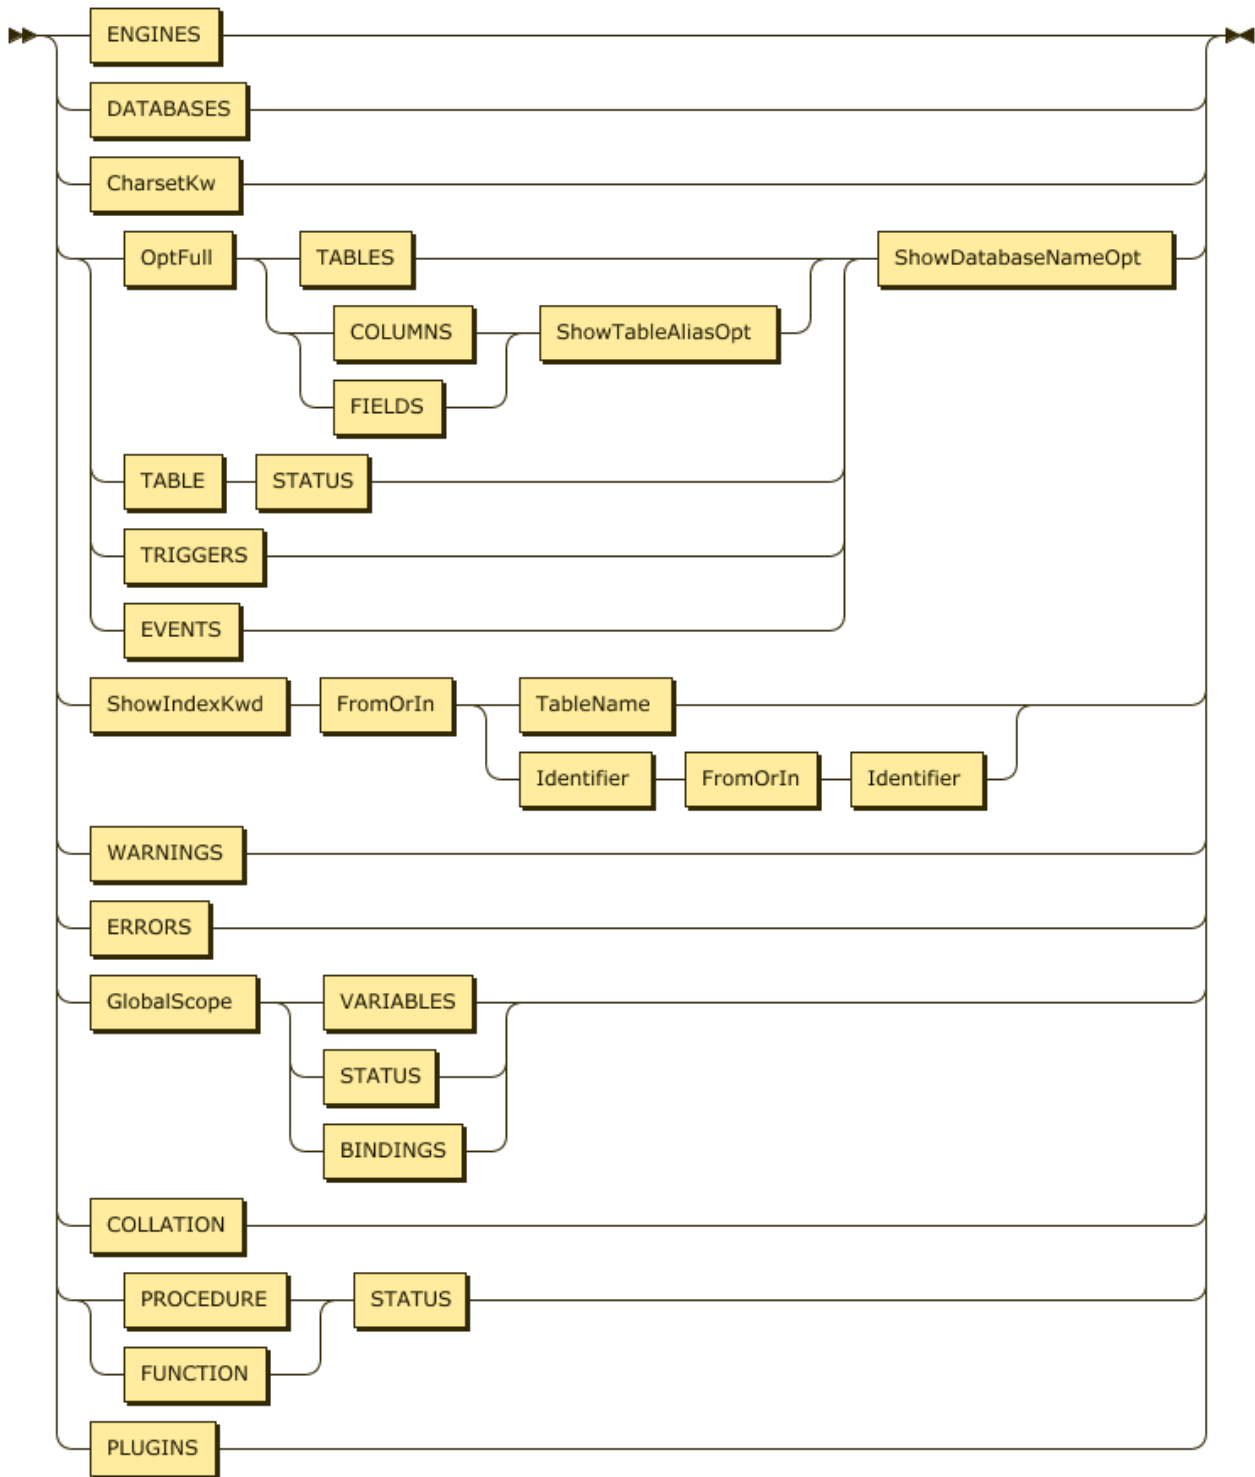 ENGINES
DATABASES
CharsetKw
OptFull TABLES ShowDatabaseNameOpt
COLUMNS ShowTableAliasOpt
FIELDS
TABLE STATUS
TRIGGERS
EVENTS
ShowIndexKwd FromOrIn TableName
Identifier FromOrIn Identifier
WARNINGS
ERRORS
GlobalScope VARIABLES
STATUS
BINDINGS
COLLATION
PROCEDURE STATUS
FUNCTION
PLUGINS